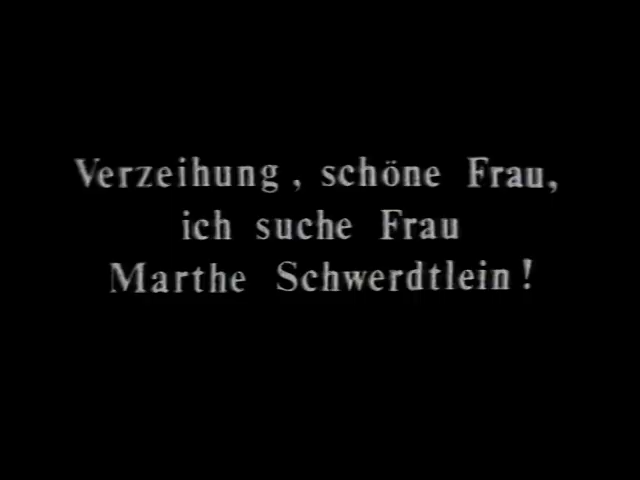 Verzeihung, schöne Frau,
ich suche Frau
Marthe Schwerdtlein!